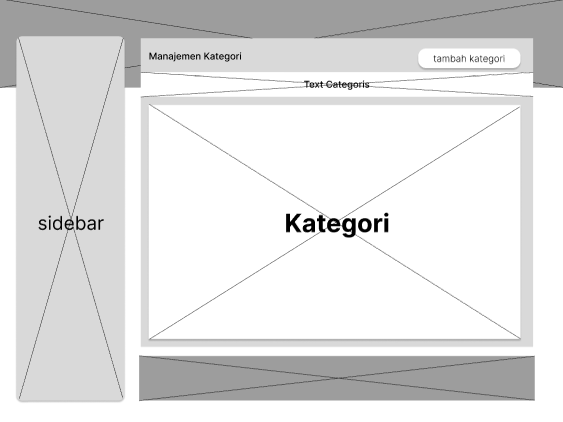 Manajemen Kategori
tambah kategori
Text Categoris
sidebar
Kategori